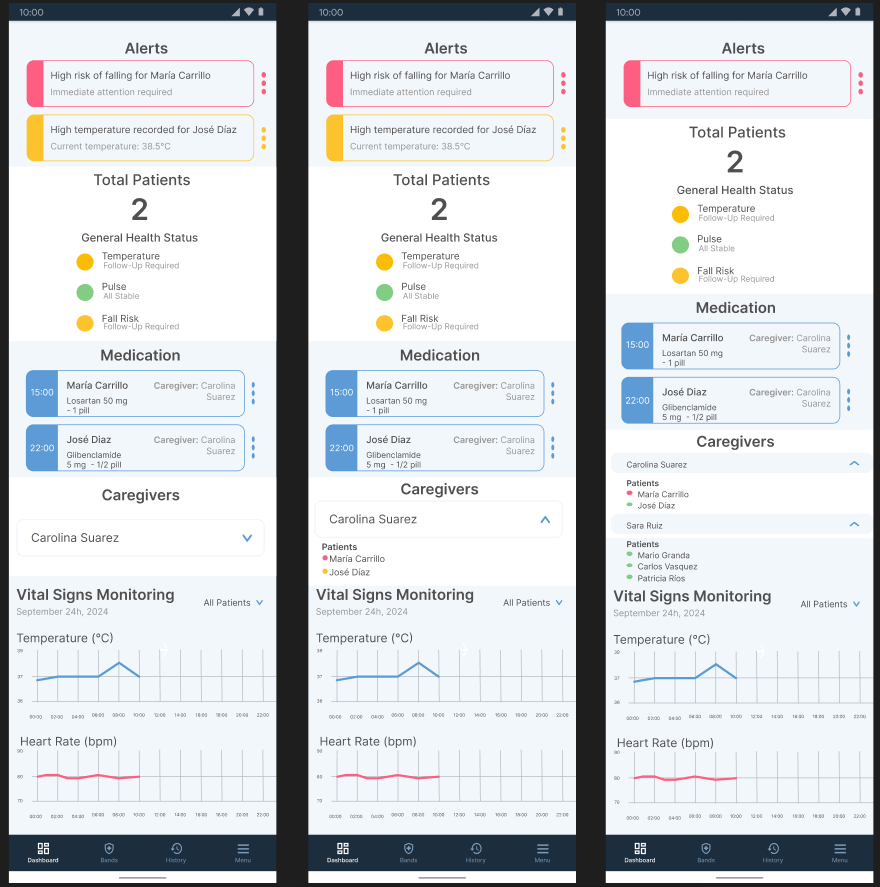 10:00
Alerts
High risk of falling for María Carrillo
Immediate attention required
High temperature recorded for José Díaz
Current temperature: 38.5°C
Total Patients
2
General Health Status
Temperature
Follow-Up Required
Pulse
All Stable
Fall Risk
Follow-Up Required
Medication
15:00
María Carrillo
Caregiver: Carolina
Suarez
Losartan 50 mg
- 1 pill
22:00
José Diaz
Caregiver: Carolina
Suarez
Glibenclamide
5 mg - 1/2 pill
Caregivers
Carolina Suarez
Vital Signs Monitoring
September 24h, 2024
All Patients
Temperature (°C)
39
37
36
00:00 02:00 04:00 06:00 08:00 10:00 12:00 14:00 16:00 18:00 20:00 22:00
Heart Rate (bpm)
90
80
70
00:00 02:00 04:00 06:00 08:00 10:00 12:00 14:00 16:00 18:00 20:00 22:00
Dashboard Bands History Menu
10:00
Alerts
High risk of falling for María Carrillo
Immediate attention required
High temperature recorded for José Díaz
Current temperature: 38.5°C
Total Patients
2
General Health Status
Temperature
Follow-Up Required
Pulse
All Stable
Fall Risk
Follow-Up Required
Medication
15:00
María Carrillo
Caregiver: Carolina
Suarez
Losartan 50 mg
- 1 pill
22:00
José Diaz
Caregiver: Carolina
Suarez
Glibenclamide
5 mg - 1/2 pill
Caregivers
Carolina Suarez
Patients
María Carrillo
José Díaz
Vital Signs Monitoring
September 24h, 2024
All Patients
Temperature (°C)
39
37
36
00:00 02:00 04:00 06:00 08:00 10:00 12:00 14:00 16:00 18:00 20:00 22:00
Heart Rate (bpm)
90
80
70
00:00 02:00 04:00 06:00 08:00 10:00 12:00 14:00 16:00 18:00 20:00 22:00
Dashboard Bands History Menu
10:00
Alerts
High risk of falling for María Carrillo
Immediate attention required
Total Patients
2
General Health Status
Temperature
Follow-Up Required
Pulse
All Stable
Fall Risk
Follow-Up Required
Medication
15:00
María Carrillo
Caregiver: Carolina
Suarez
Losartan 50 mg
- 1 pill
22:00
José Diaz
Caregiver: Carolina
Suarez
Glibenclamide
5 mg - 1/2 pill
Caregivers
Carolina Suarez
Patients
María Carrillo
José Díaz
Sara Ruiz
Patients
Mario Granda
Carlos Vasquez
Patricia Ríos
Vital Signs Monitoring
September 24h, 2024
All Patients
Temperature (°C)
39
37
36
00:00 02:00 04:00 06:00 08:00 10:00 12:00 14:00 16:00 18:00 20:00 22:00
Heart Rate (bpm)
90
80
70
00:00 02:00 04:00 06:00 08:00 10:00 12:00 14:00 16:00 18:00 20:00 22:00
Dashboard Bands History Menu